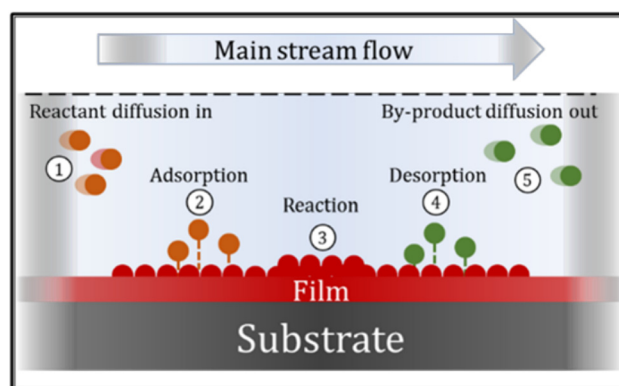 Main stream flow
Reactant diffusion in
By-product diffusion out
1
5
Adsorption
Desorption
2
4
Reaction
3
Film
Substrate